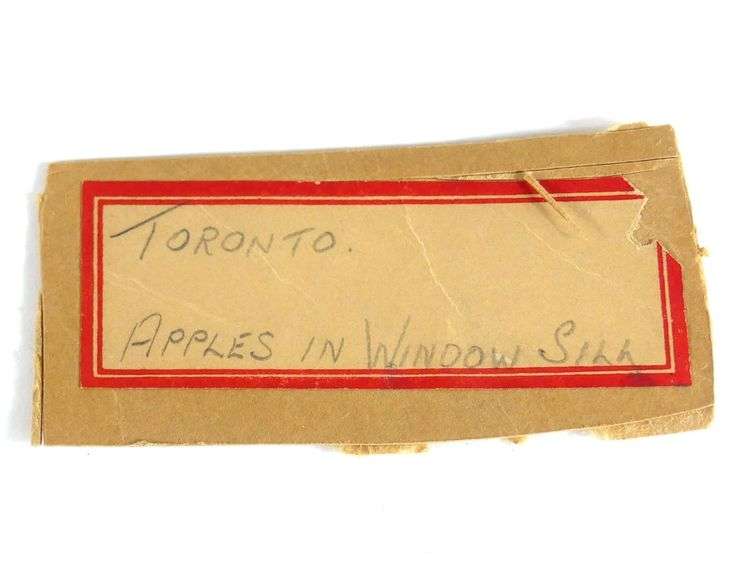 TORONTO.
APPLES IN WINDOW SILL